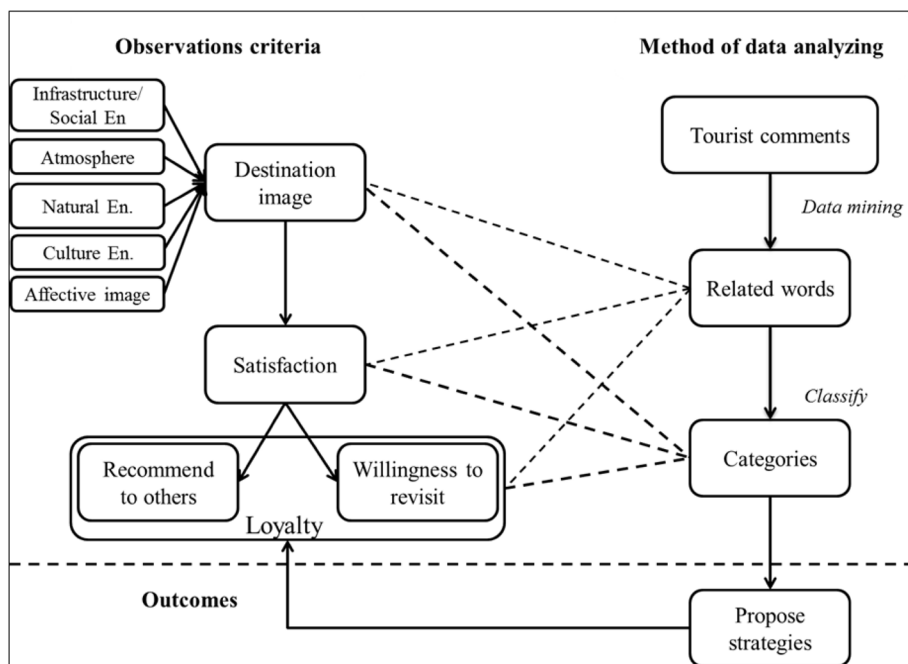 Observations criteria
Infrastructure/
Social En
Atmosphere
Natural En.
Culture En.
Affective image
Destination
image
Satisfaction
Recommend
to others
Willingness to
revisit
Loyalty
Method of data analyzing
Tourist comments
Data mining
Related words
Classify
Categories
Outcomes
Propose
strategies